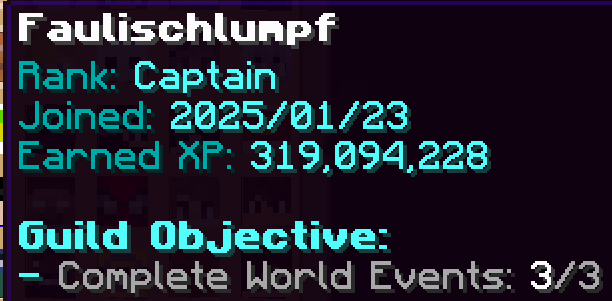 Faulischlumpf
Rank: Captain
Joined: 2025/01/23
Earned XP: 319,094,228
Guild Objective:
- Complete World Events: 3/3